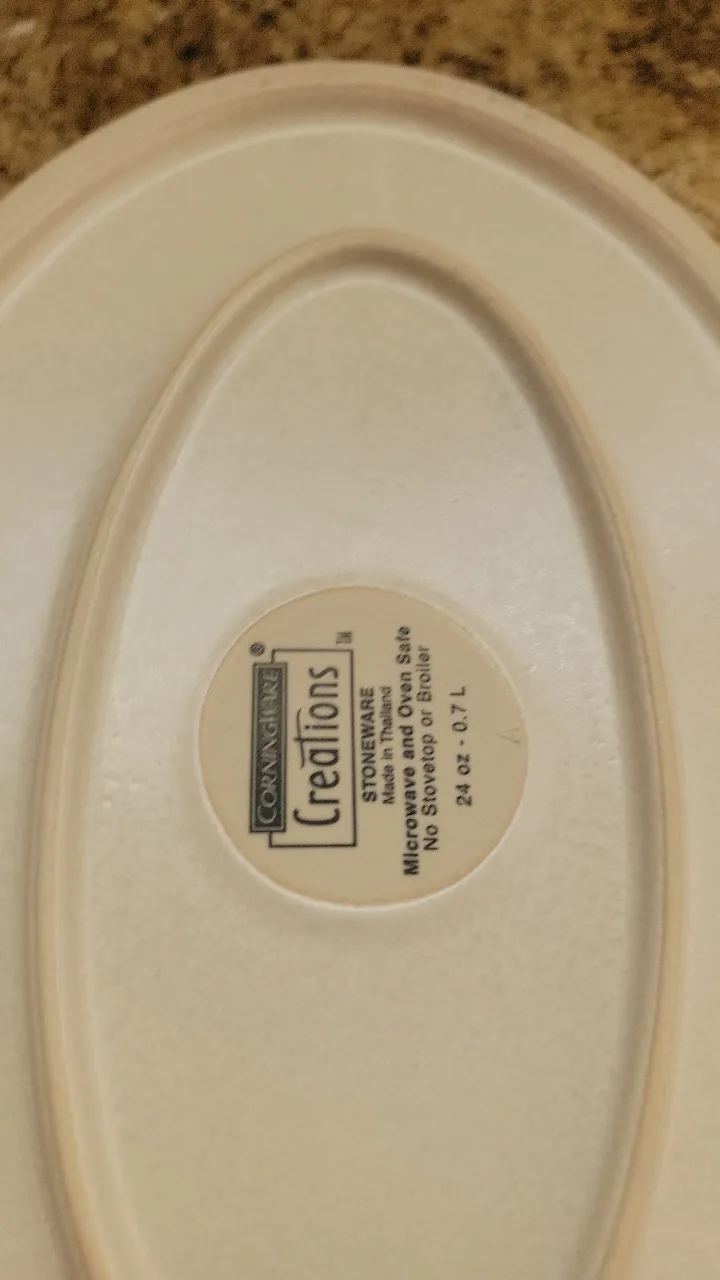 CORNINGWARE®
Creations™
STONEWARE
Made in Thailand
Microwave and Oven Safe
No Stovetop or Broiler
24 oz - 0.7 L
A